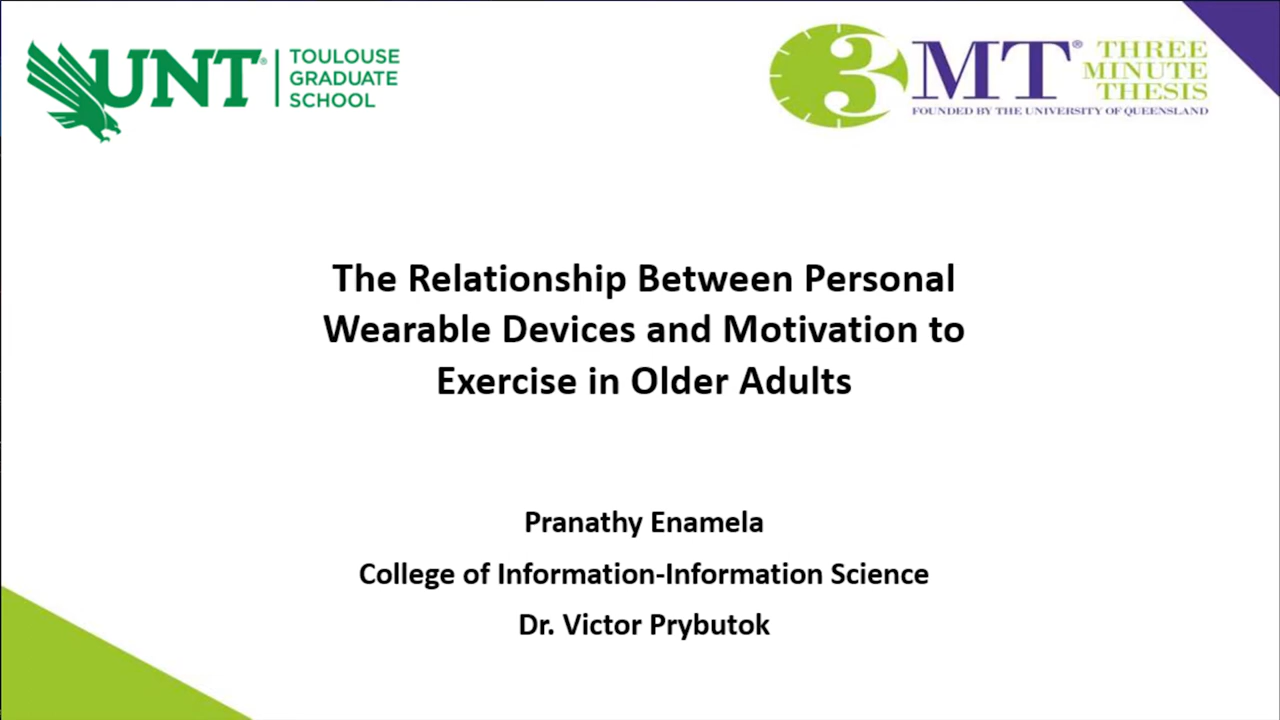 UNT®
TOULOUSE
GRADUATE
SCHOOL
3MT® THREE
MINUTE
THESIS
FOUNDED BY THE UNIVERSITY OF QUEENSLAND
The Relationship Between Personal
Wearable Devices and Motivation to
Exercise in Older Adults
Pranathy Enamela
College of Information-Information Science
Dr. Victor Prybutok